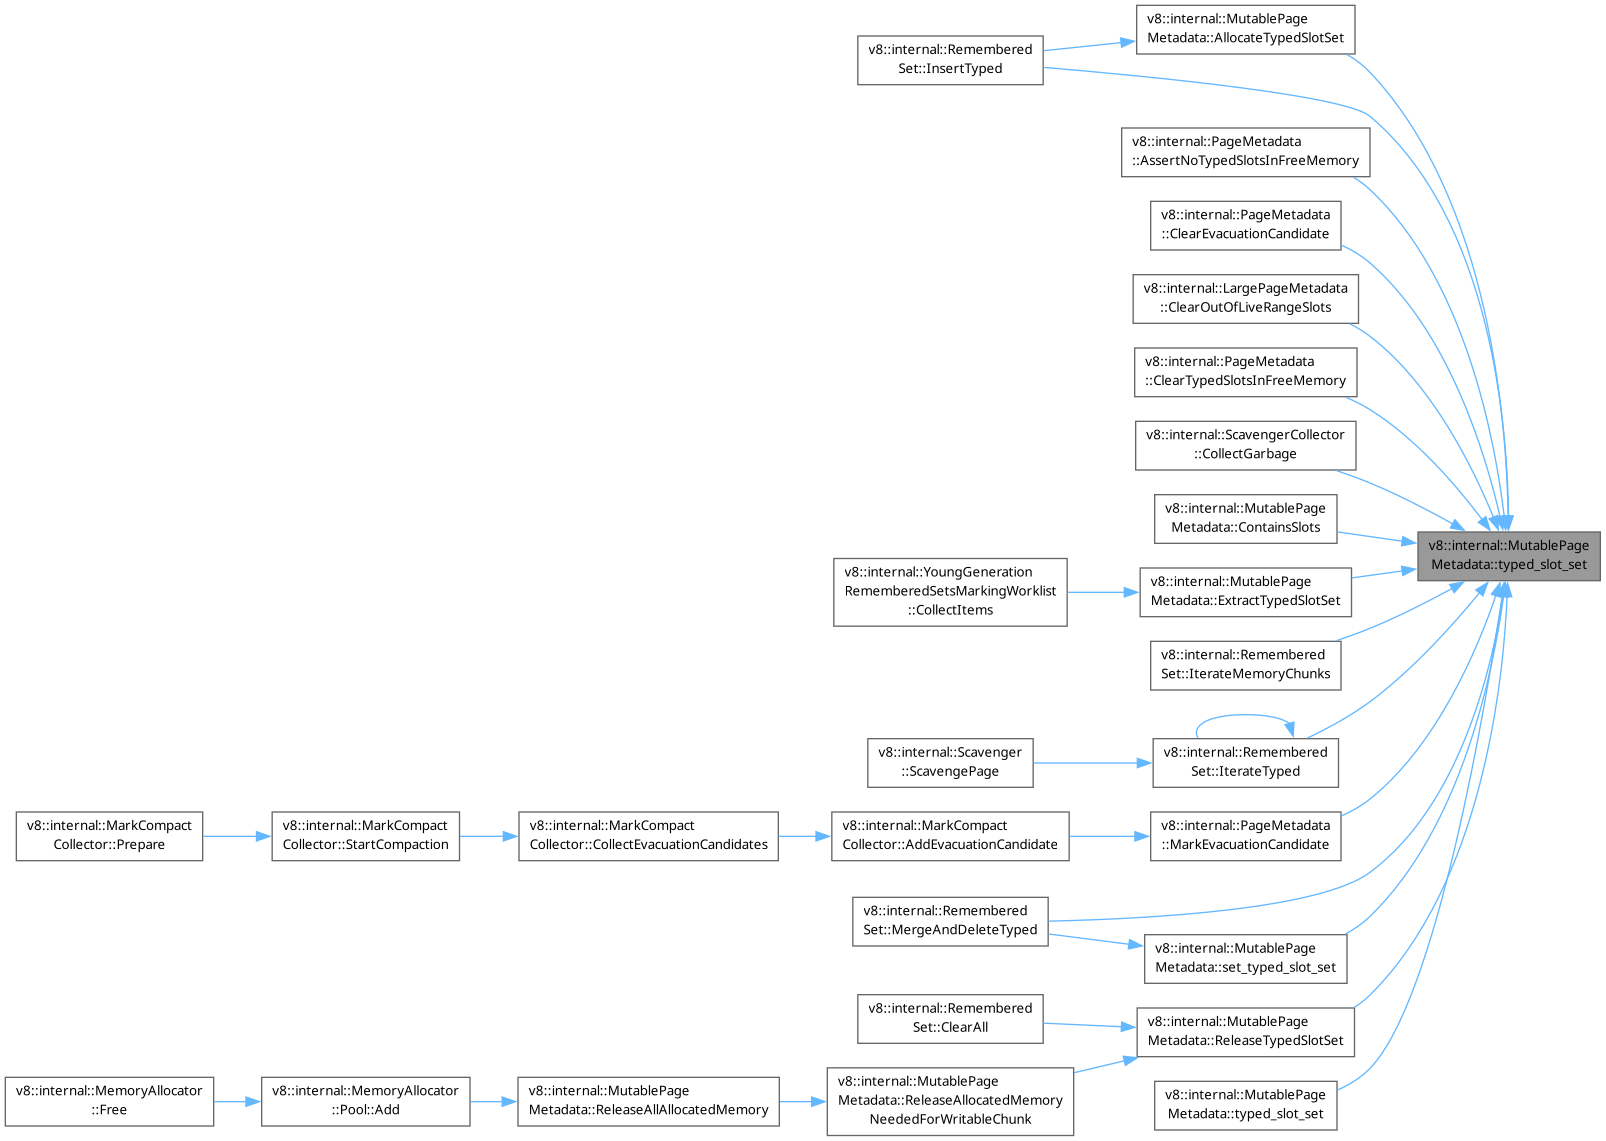 v8::internal::MutablePage
Metadata::AllocateTypedSlotSet
v8::internal::Remembered
Set::InsertTyped
v8::internal::PageMetadata
::AssertNoTypedSlotsInFreeMemory
v8::internal::PageMetadata
::ClearEvacuationCandidate
v8::internal::LargePageMetadata
::ClearOutOfLiveRangeSlots
v8::internal::PageMetadata
::ClearTypedSlotsInFreeMemory
v8::internal::ScavengerCollector
::CollectGarbage
v8::internal::MutablePage
Metadata::ContainsSlots
v8::internal::MutablePage
Metadata::typed_slot_set
v8::internal::YoungGeneration
RememberedSetsMarkingWorklist
::CollectItems
v8::internal::MutablePage
Metadata::ExtractTypedSlotSet
v8::internal::Remembered
Set::IterateMemoryChunks
v8::internal::Scavenger
::ScavengePage
v8::internal::Remembered
Set::IterateTyped
v8::internal::MarkCompact
Collector::Prepare
v8::internal::MarkCompact
Collector::StartCompaction
v8::internal::MarkCompact
Collector::CollectEvacuationCandidates
v8::internal::MarkCompact
Collector::AddEvacuationCandidate
v8::internal::PageMetadata
::MarkEvacuationCandidate
v8::internal::Remembered
Set::MergeAndDeleteTyped
v8::internal::MutablePage
Metadata::set_typed_slot_set
v8::internal::Remembered
Set::ClearAll
v8::internal::MutablePage
Metadata::ReleaseTypedSlotSet
v8::internal::MemoryAllocator
::Free
v8::internal::MemoryAllocator
::Pool::Add
v8::internal::MutablePage
Metadata::ReleaseAllAllocatedMemory
v8::internal::MutablePage
Metadata::ReleaseAllocatedMemory
NeededForWritableChunk
v8::internal::MutablePage
Metadata::typed_slot_set